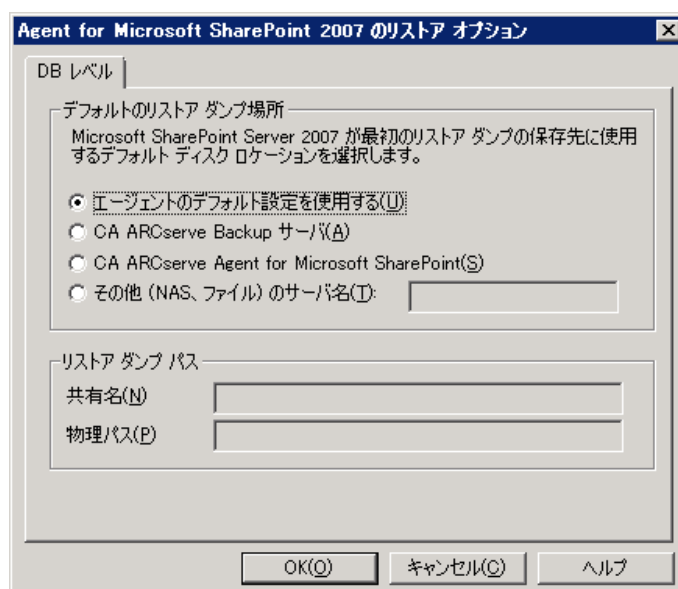 Agent for Microsoft SharePoint 2007 のリストア オプション
DB レベル
デフォルトのリストア ダンプ場所
Microsoft SharePoint Server 2007 が最初のリストア ダンプの保存先に使用
するデフォルト ディスク ロケーションを選択します。
エージェントのデフォルト設定を使用する(U)
CA ARCserve Backup サーバ(A)
CA ARCserve Agent for Microsoft SharePoint(S)
その他 (NAS、ファイル) のサーバ名(T):
リストア ダンプ パス
共有名(N)
物理パス(P)
OK(O) キャンセル(C) ヘルプ